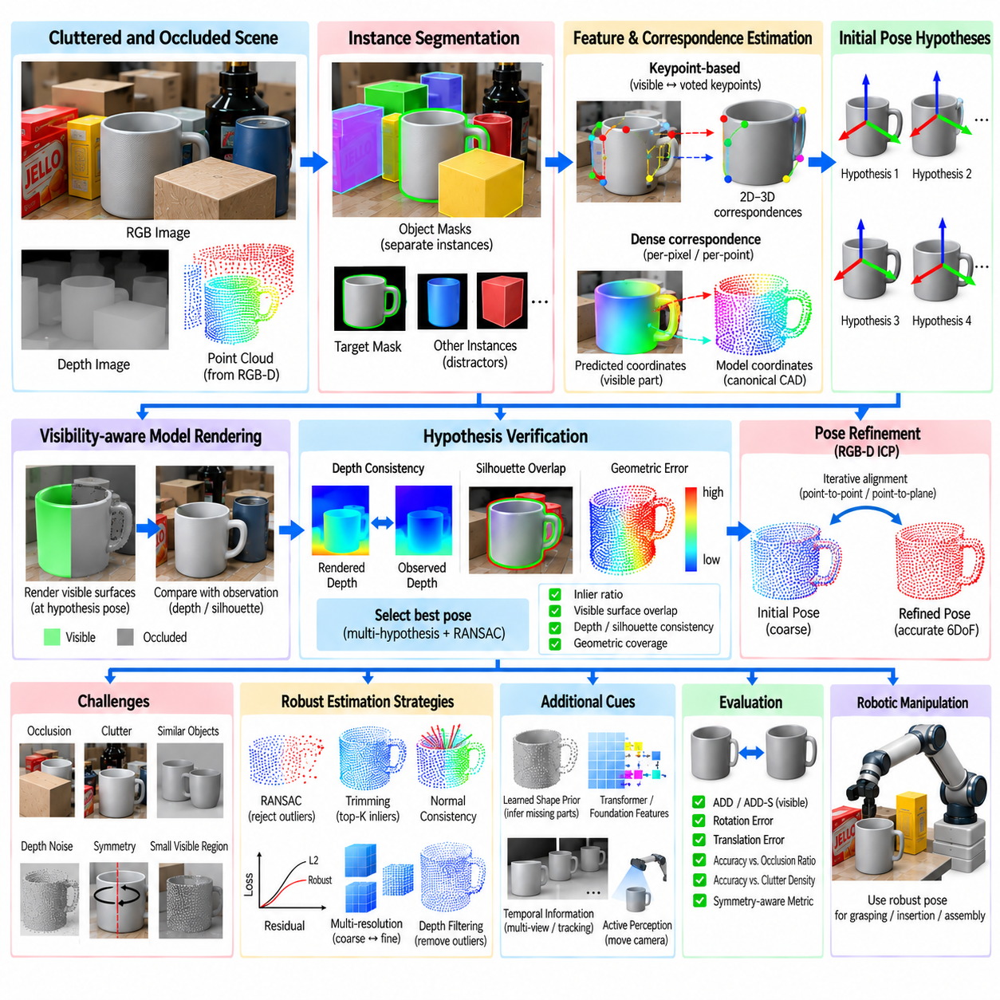 Cluttered and Occluded Scene
JELLO
RGB Image
Depth Image
Point Cloud
(from RGB-D)
Instance Segmentation
JELLO
Object Masks
(separate instances)
Target Mask
Other Instances
(distractors)
...
Feature & Correspondence Estimation
Keypoint-based
(visible ↔ voted keypoints)
2D–3D
correspondences
Dense correspondence
(per-pixel / per-point)
Predicted coordinates
(visible part)
Model coordinates
(canonical CAD)
Initial Pose Hypotheses
...
Hypothesis 1
Hypothesis 2
...
Hypothesis 3
Hypothesis 4
Visibility-aware Model Rendering
Render visible surfaces
(at hypothesis pose)
Compare with observation
(depth / silhouette)
Visible
Occluded
Hypothesis Verification
Depth Consistency
Silhouette Overlap
Geometric Error
Rendered
Depth
Observed
Depth
high
low
Select best pose
(multi-hypothesis + RANSAC)
Inlier ratio
Visible surface overlap
Depth / silhouette consistency
Geometric coverage
Pose Refinement
(RGB-D ICP)
Iterative alignment
(point-to-point / point-to-plane)
Initial Pose
(coarse)
Refined Pose
(accurate 6DoF)
Challenges
Occlusion
Clutter
Similar Objects
Depth Noise
Symmetry
Small Visible Region
Robust Estimation Strategies
RANSAC
(reject outliers)
Trimming
(top-K inliers)
Normal
Consistency
Loss
L2
Robust
Residual
Multi-resolution
(coarse ↔ fine)
Depth Filtering
(remove outliers)
Additional Cues
Learned Shape Prior
(infer missing parts)
Transformer /
Foundation Features
...
Temporal Information
(multi-view / tracking)
Active Perception
(move camera)
Evaluation
ADD / ADD-S (visible)
Rotation Error
Translation Error
Accuracy vs. Occlusion Ratio
Accuracy vs. Clutter Density
Symmetry-aware Metric
Robotic Manipulation
JELLO
Use robust pose
for grasping / insertion / assembly